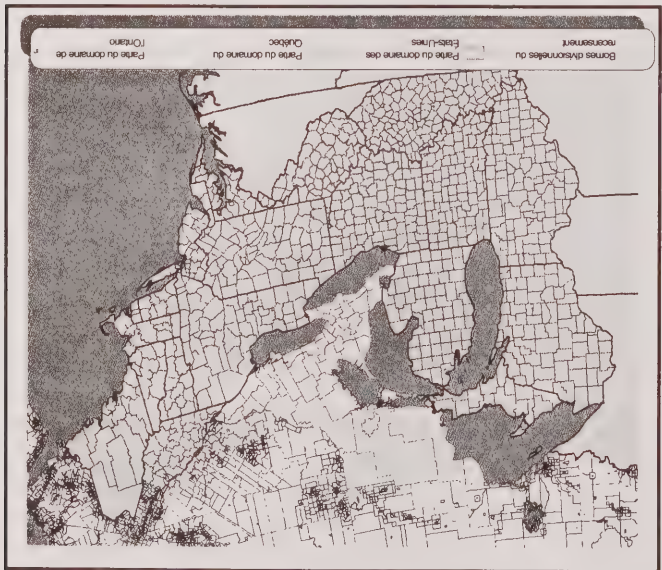 Bornes divisionnelles du
recensement
Partie du domaine des
États-Unies
Partie du domaine du
Québec
Partie du domaine de
l'Ontario